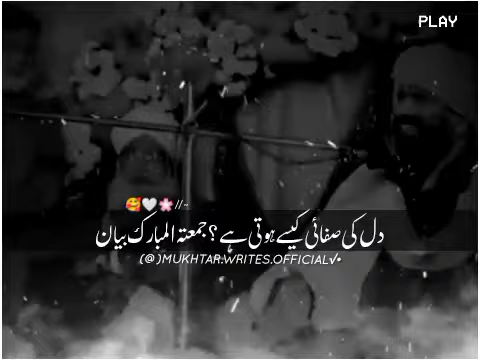 PLAY
🥰🤍🌸//~
دل کی صفائی کیسے ہوتی ہے ؟ جمعتہ المبارک بیان
(@)MUKHTAR.WRITES.OFFICIAL✓•